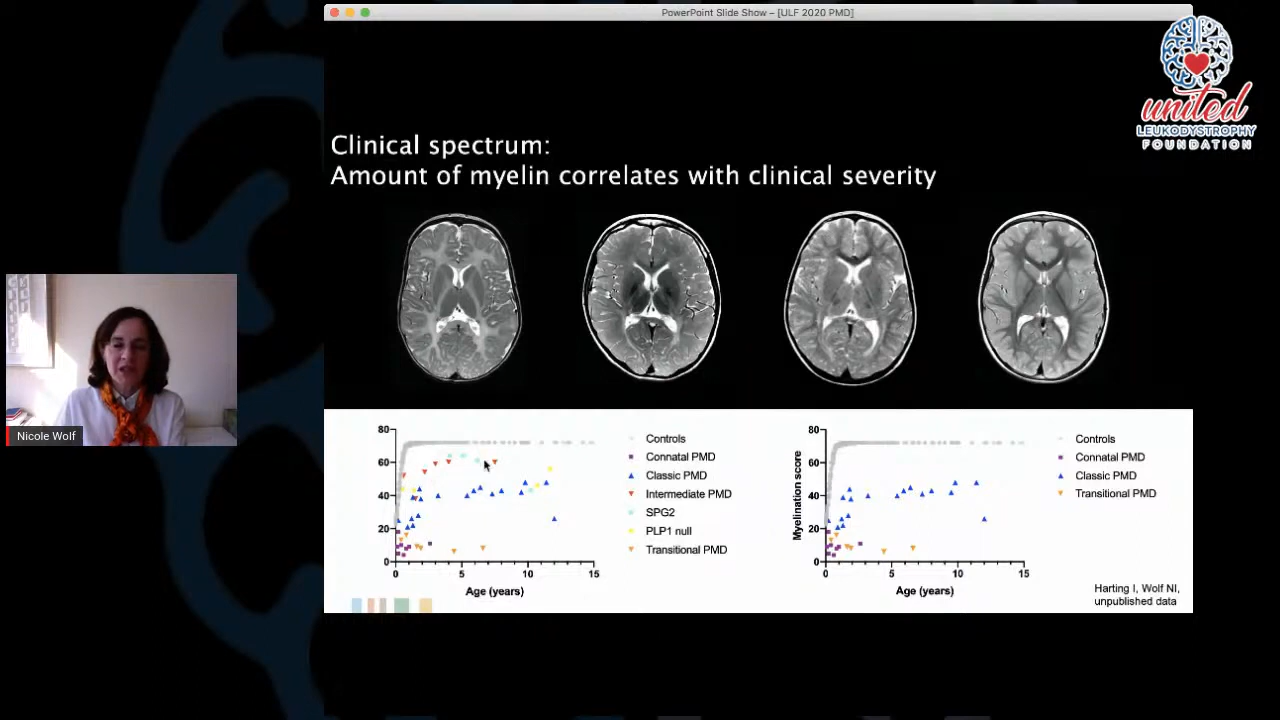 PowerPoint Slide Show – [ULF 2020 PMD]
united
LEUKODYSTROPHY
FOUNDATION
Clinical spectrum:
Amount of myelin correlates with clinical severity
Nicole Wolf
80
60
40
20
0
0
5
10
15
Age (years)
Controls
Connatal PMD
Classic PMD
Intermediate PMD
SPG2
PLP1 null
Transitional PMD
Myelination score
80
60
40
20
0
0
5
10
15
Age (years)
Controls
Connatal PMD
Classic PMD
Transitional PMD
Harting I, Wolf NI,
unpublished data